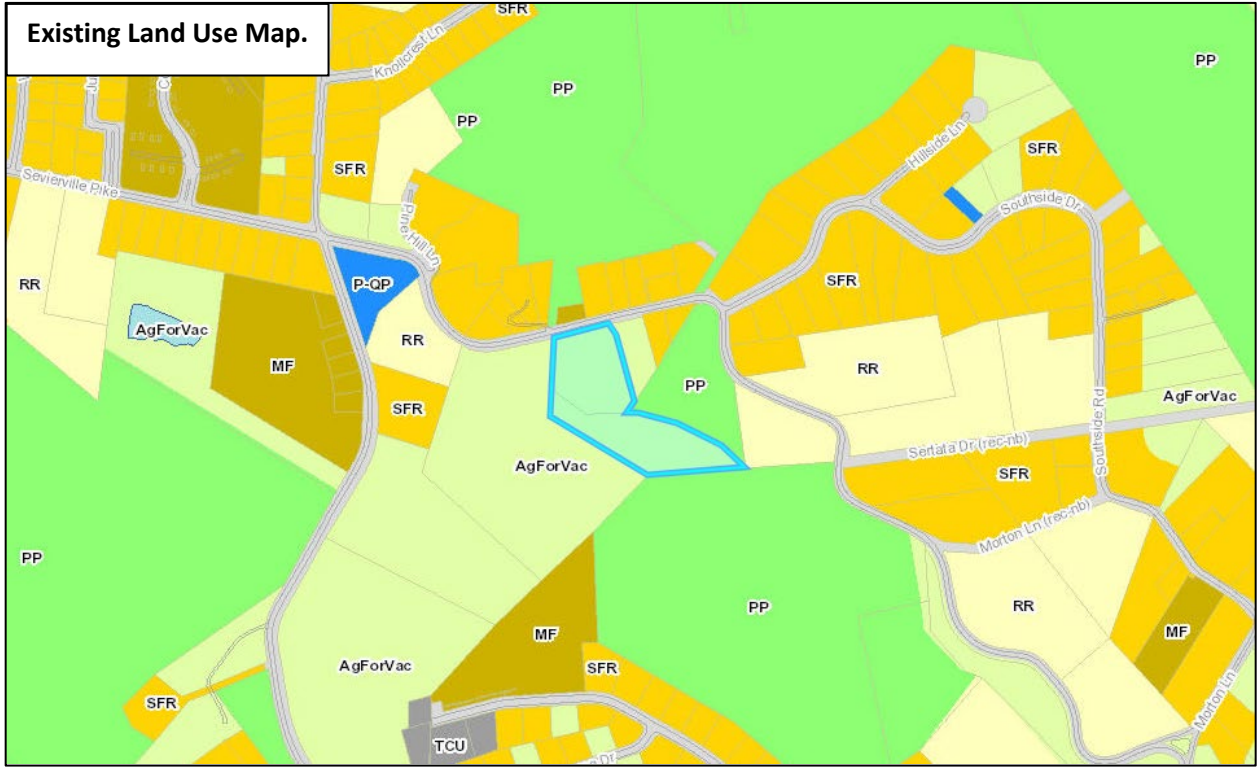 Existing Land Use Map.
SFR
Knollcrest Ln
PP
PP
PP
SFR
Sevierville Pike
Pine Hill Ln
Hillside Ln
SFR
Southside Dr
RR
AgForVac
P-QP
SFR
MF
RR
PP
RR
SFR
AgForVac
Southside Rd
AgForVac
Sertata Dr (rec-nb)
SFR
Morton Ln (rec-nb)
PP
PP
RR
MF
MF
AgForVac
SFR
SFR
Morton Ln
TCU
Dr